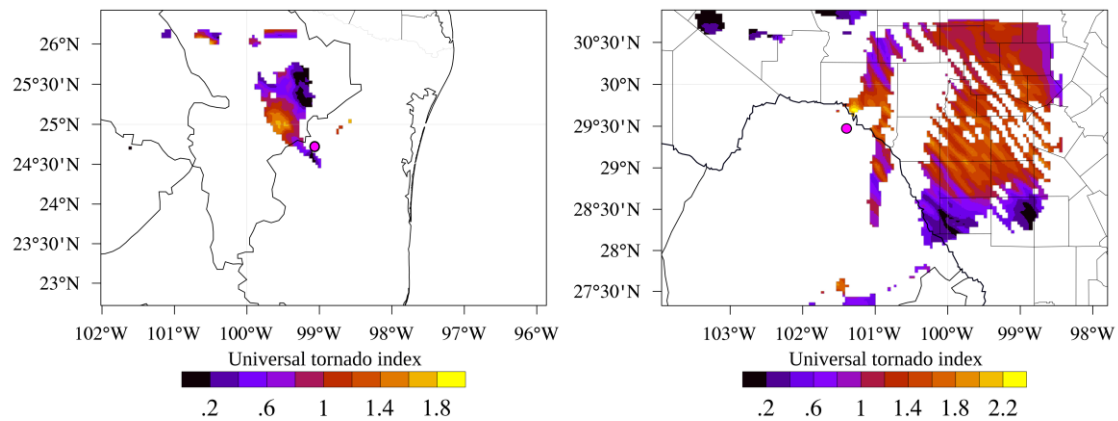 26°N
25°30'N
25°N
24°30'N
24°N
23°30'N
23°N
102°W 101°W 100°W 99°W 98°W 97°W 96°W
Universal tornado index
.2 .6 1 1.4 1.8
30°30'N
30°N
29°30'N
29°N
28°30'N
28°N
27°30'N
103°W 102°W 101°W 100°W 99°W 98°W
Universal tornado index
.2 .6 1 1.4 1.8 2.2